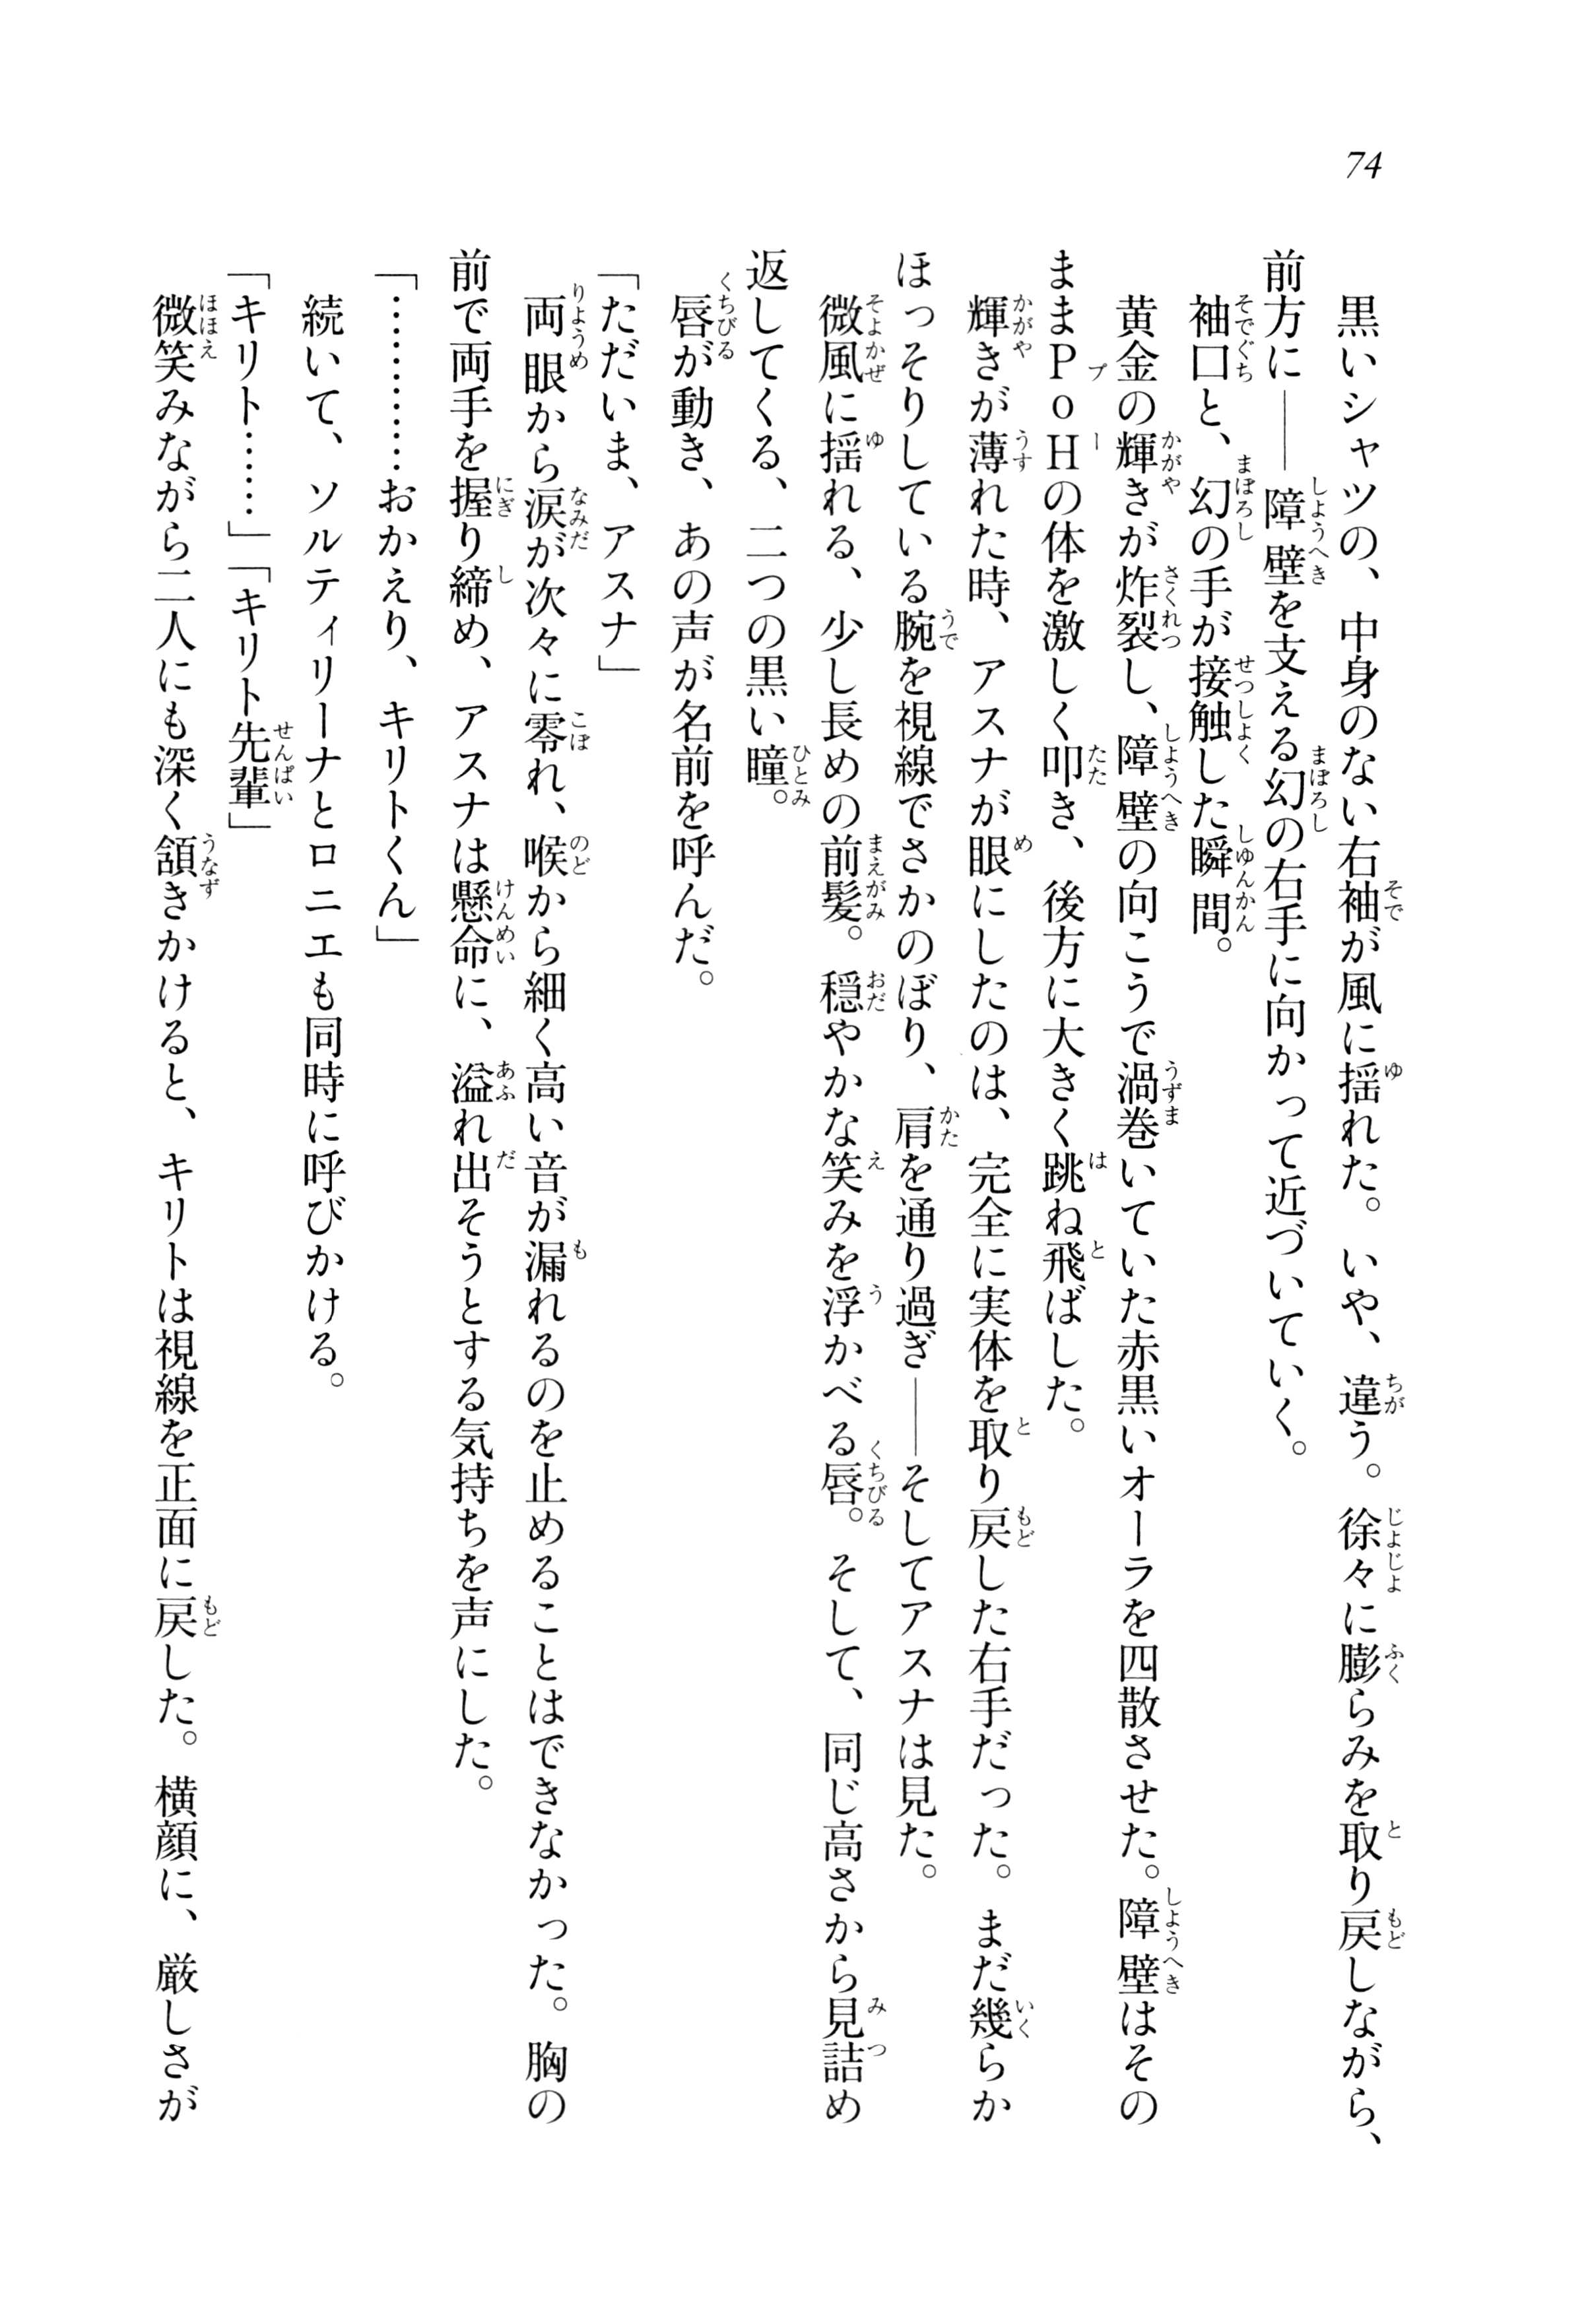 74
黒いシャツの、中身のない右袖が風に揺れた。いや、違う。徐々に膨らみを取り戻しながら、
前方に——障壁を支える幻の右手に向かって近づいていく。
袖口と、幻の手が接触した瞬間。
黄金の輝きが炸裂し、障壁の向こうで渦巻いていた赤黒いオーラを四散させた。障壁はその
ままPoHの体を激しく叩き、後方に大きく跳ね飛ばした。
輝きが薄れた時、アスナが眼にしたのは、完全に実体を取り戻した右手だった。まだ幾らか
ほっそりしている腕を視線でさかのぼり、肩を通り過ぎ——そしてアスナは見た。
微風に揺れる、少し長めの前髪。穏やかな笑みを浮かべる唇。そして、同じ高さから見詰め
返してくる、二つの黒い瞳。
唇が動き、あの声が名前を呼んだ。
「ただいま、アスナ」
両眼から涙が次々に零れ、喉から細く高い音が漏れるのを止めることはできなかった。胸の
前で両手を握り締め、アスナは懸命に、溢れ出そうとする気持ちを声にした。
「…………おかえり、キリトくん」
続いて、ソルティリーナとロニエも同時に呼びかける。
「キリト……」「キリト先輩」
微笑みながら二人にも深く頷きかけると、キリトは視線を正面に戻した。横顔に、厳しさが